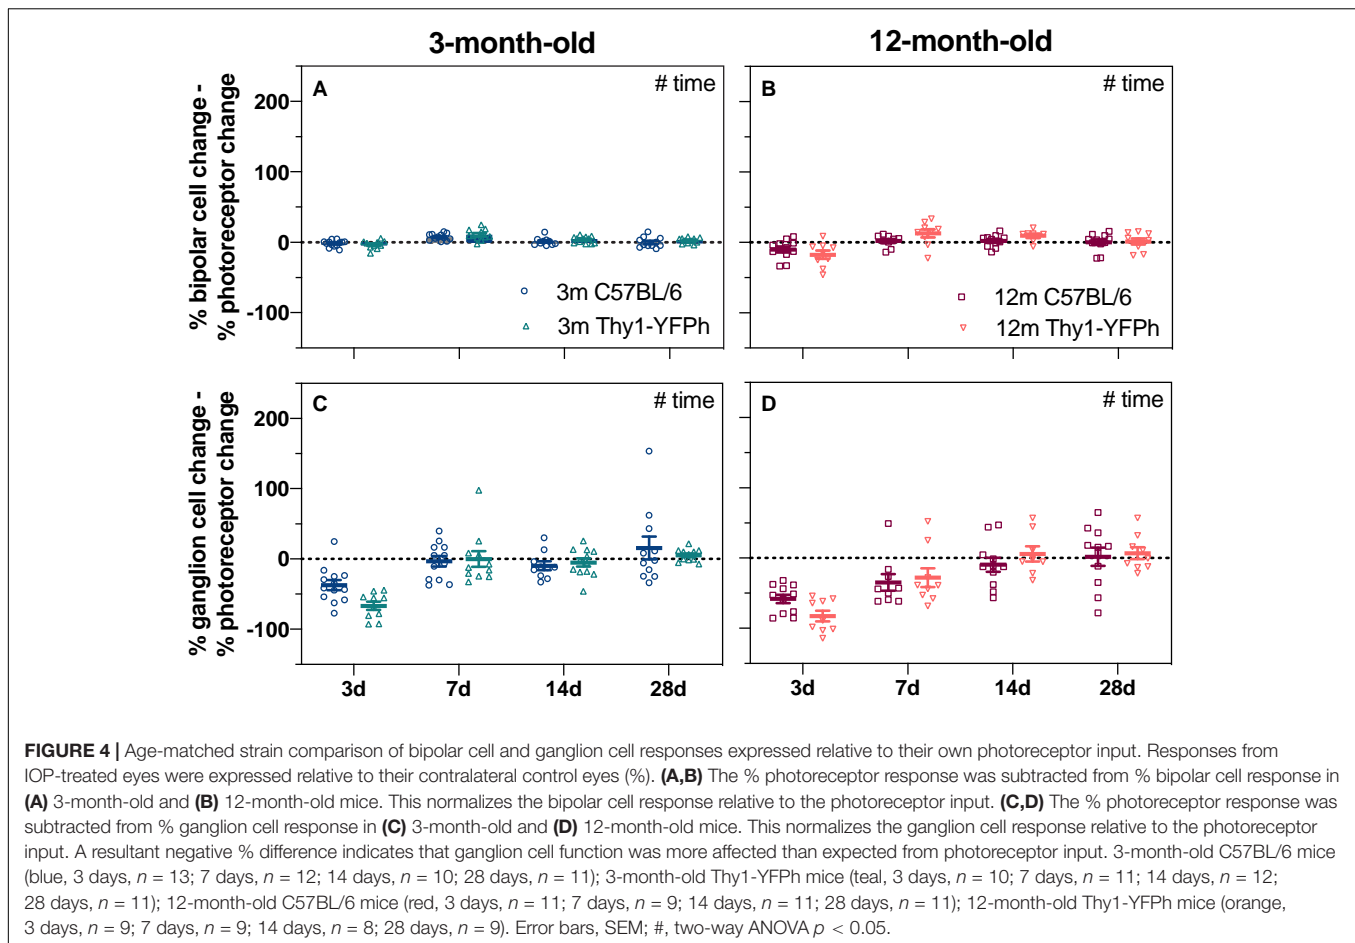 3-month-old
12-month-old
% bipolar cell change -
% photoreceptor change
200
100
0
-100
A
# time
3m C57BL/6
3m Thy1-YFPh
B
# time
12m C57BL/6
12m Thy1-YFPh
% ganglion cell change -
% photoreceptor change
200
100
0
-100
C
# time
D
# time
3d
7d
14d
28d
3d
7d
14d
28d
FIGURE 4 | Age-matched strain comparison of bipolar cell and ganglion cell responses expressed relative to their own photoreceptor input. Responses from
IOP-treated eyes were expressed relative to their contralateral control eyes (%). (A,B) The % photoreceptor response was subtracted from % bipolar cell response in
(A) 3-month-old and (B) 12-month-old mice. This normalizes the bipolar cell response relative to the photoreceptor input. (C,D) The % photoreceptor response was
subtracted from % ganglion cell response in (C) 3-month-old and (D) 12-month-old mice. This normalizes the ganglion cell response relative to the photoreceptor
input. A resultant negative % difference indicates that ganglion cell function was more affected than expected from photoreceptor input. 3-month-old C57BL/6 mice
(blue, 3 days, n = 13; 7 days, n = 12; 14 days, n = 10; 28 days, n = 11); 3-month-old Thy1-YFPh mice (teal, 3 days, n = 10; 7 days, n = 11; 14 days, n = 12;
28 days, n = 11); 12-month-old C57BL/6 mice (red, 3 days, n = 11; 7 days, n = 9; 14 days, n = 11; 28 days, n = 11); 12-month-old Thy1-YFPh mice (orange,
3 days, n = 9; 7 days, n = 9; 14 days, n = 8; 28 days, n = 9). Error bars, SEM; #, two-way ANOVA p < 0.05.